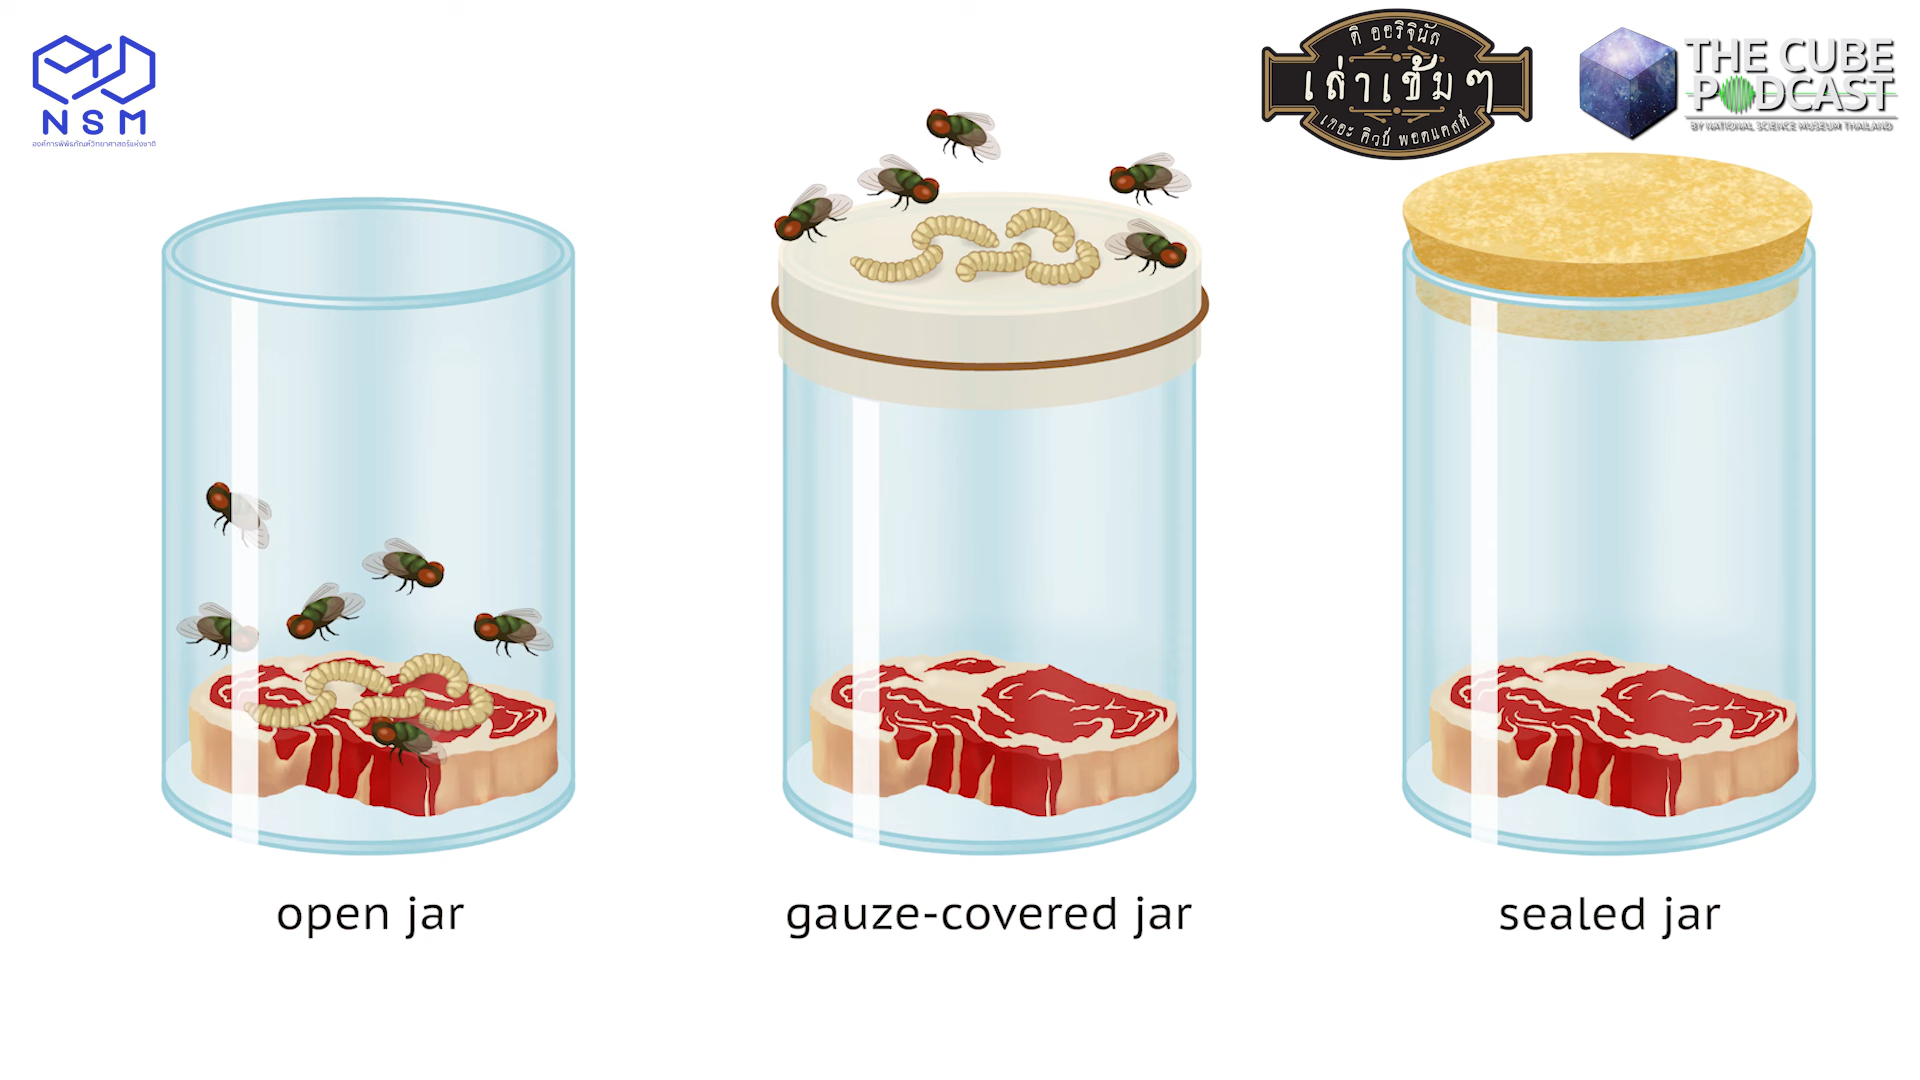 NSM
องค์การพิพิธภัณฑ์วิทยาศาสตร์แห่งชาติ
ดิ ออริจินัล
เล่าเข้มๆ
เดอะ คิวบ์ พอดแคสต์
THE CUBE
PODCAST
BY NATIONAL SCIENCE MUSEUM THAILAND
open jar
gauze-covered jar
sealed jar